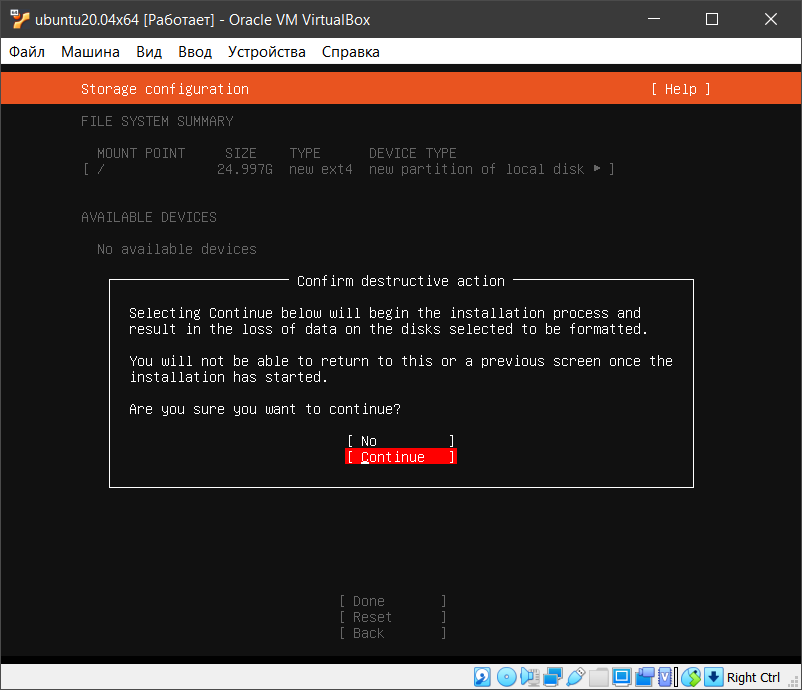 ubuntu20.04x64 [Работает] - Oracle VM VirtualBox
Файл Машина Вид Ввод Устройства Справка
Storage configuration [ Help ]
FILE SYSTEM SUMMARY
MOUNT POINT SIZE TYPE DEVICE TYPE
[ / 24.997G new ext4 new partition of local disk ▸ ]
AVAILABLE DEVICES
No available devices
Confirm destructive action
Selecting Continue below will begin the installation process and
result in the loss of data on the disks selected to be formatted.
You will not be able to return to this or a previous screen once the
installation has started.
Are you sure you want to continue?
[ No ]
[ Continue ]
[ Done ]
[ Reset ]
[ Back ]
Right Ctrl